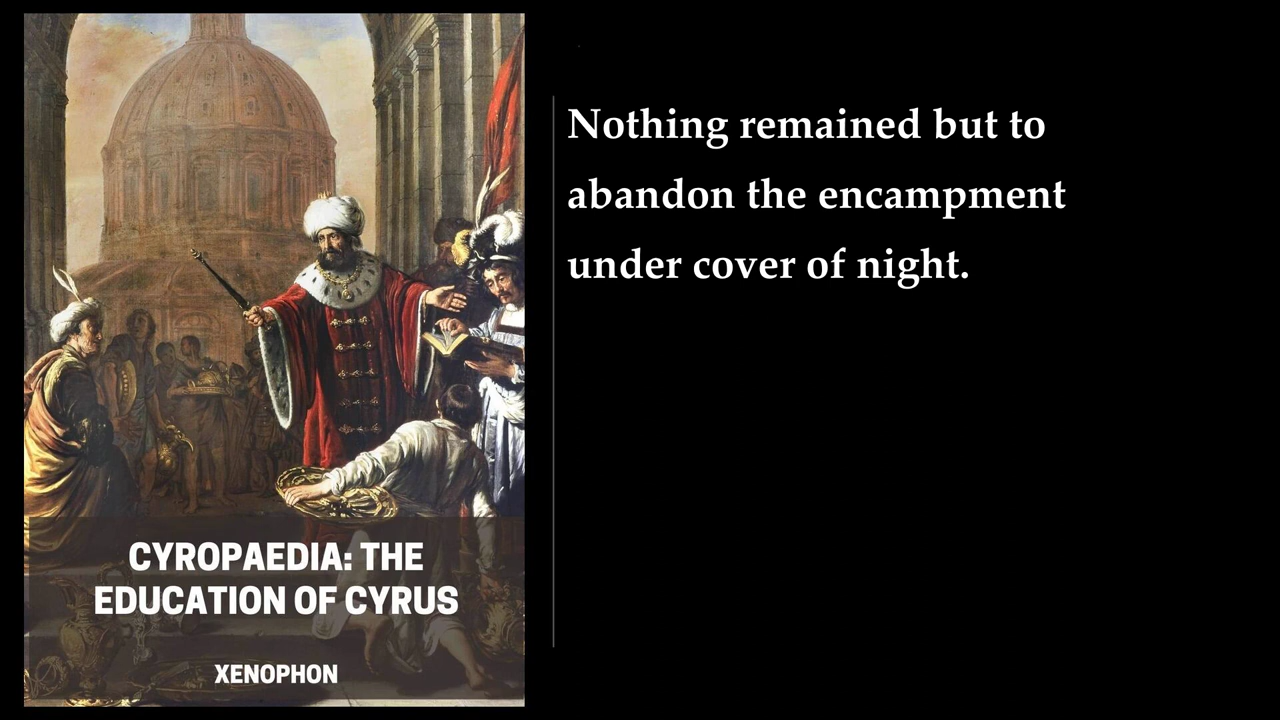 CYROPAEDIA: THE
EDUCATION OF CYRUS
XENOPHON
Nothing remained but to
abandon the encampment
under cover of night.